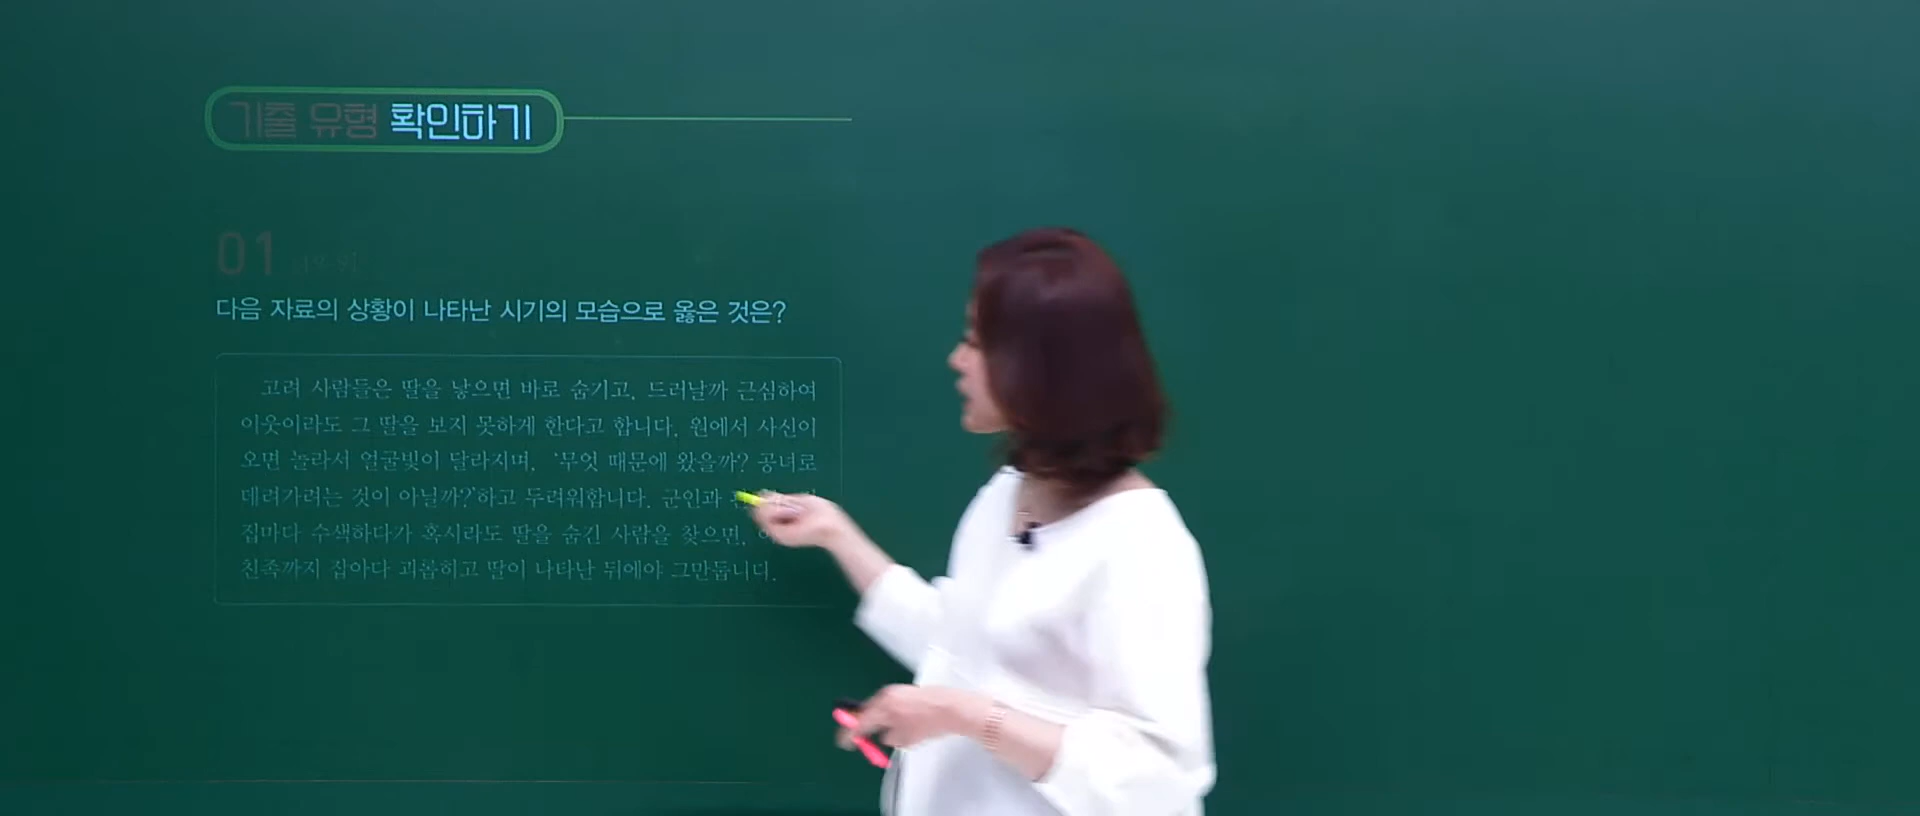 기출 유형 확인하기
01
다음 자료의 상황이 나타난 시기의 모습으로 옳은 것은?
고려 사람들은 딸을 낳으면 바로 숨기고, 드러날까 근심하여
이웃이라도 그 딸을 보지 못하게 한다고 합니다. 원에서 사신이
오면 놀라서 얼굴빛이 달라지며, ‘무엇 때문에 왔을까? 공녀로
데려가려는 것이 아닐까?’하고 두려워합니다. 군인과
집마다 수색하다가 혹시라도 딸을 숨긴 사람을 찾으면,
친족까지 잡아다 괴롭히고 딸이 나타난 뒤에야 그만둡니다.